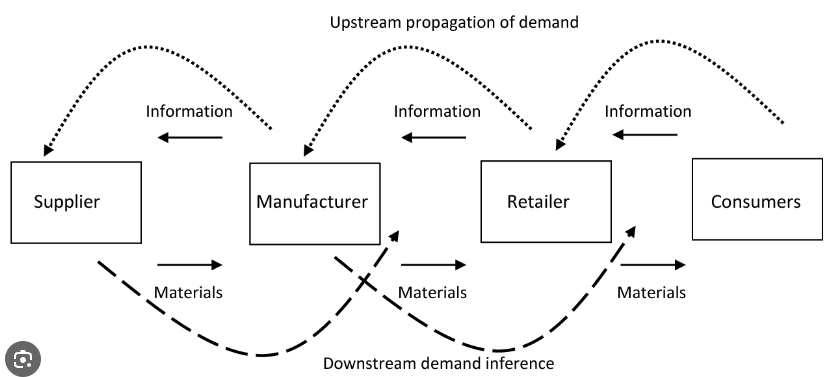 Upstream propagation of demand
Information
Information
Information
Supplier
Manufacturer
Retailer
Consumers
Materials
Materials
Materials
Downstream demand inference